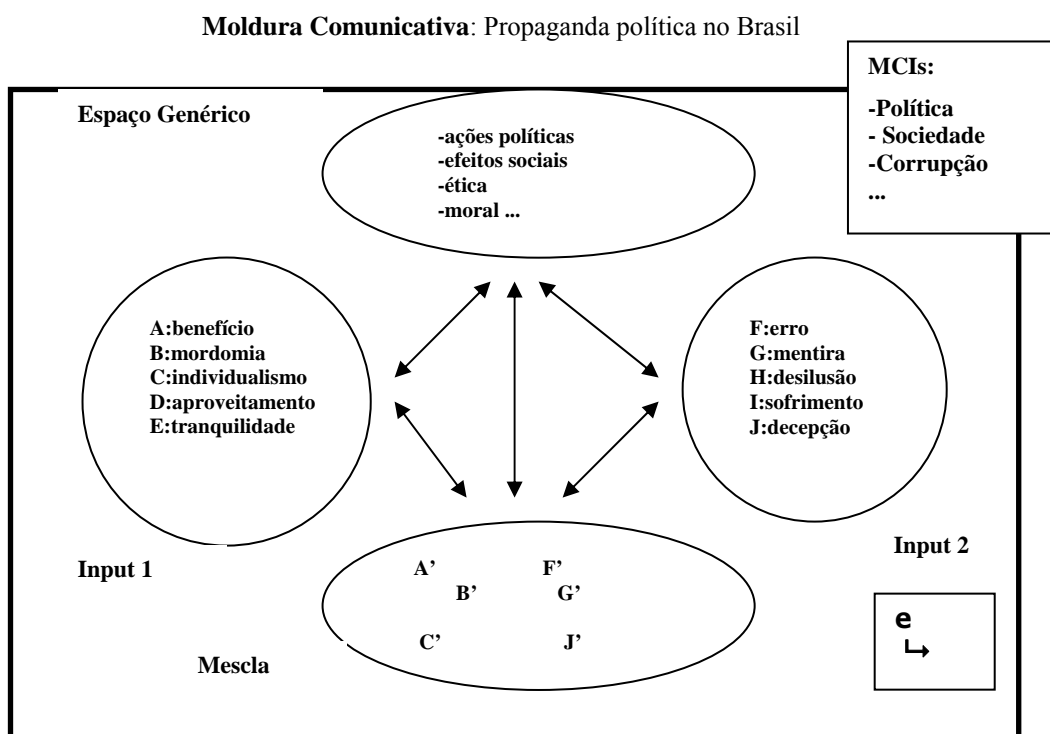 Moldura Comunicativa: Propaganda política no Brasil
MCIs:
-Política
- Sociedade
-Corrupção
...
Espaço Genérico
-ações políticas
-efeitos sociais
-ética
-moral ...
A:benefício
B:mordomia
C:individualismo
D:aproveitamento
E:tranquilidade
F:erro
G:mentira
H:desilusão
I:sofrimento
J:decepção
Input 1
Input 2
A’ F’
B’ G’
C’ J’
Mescla
e